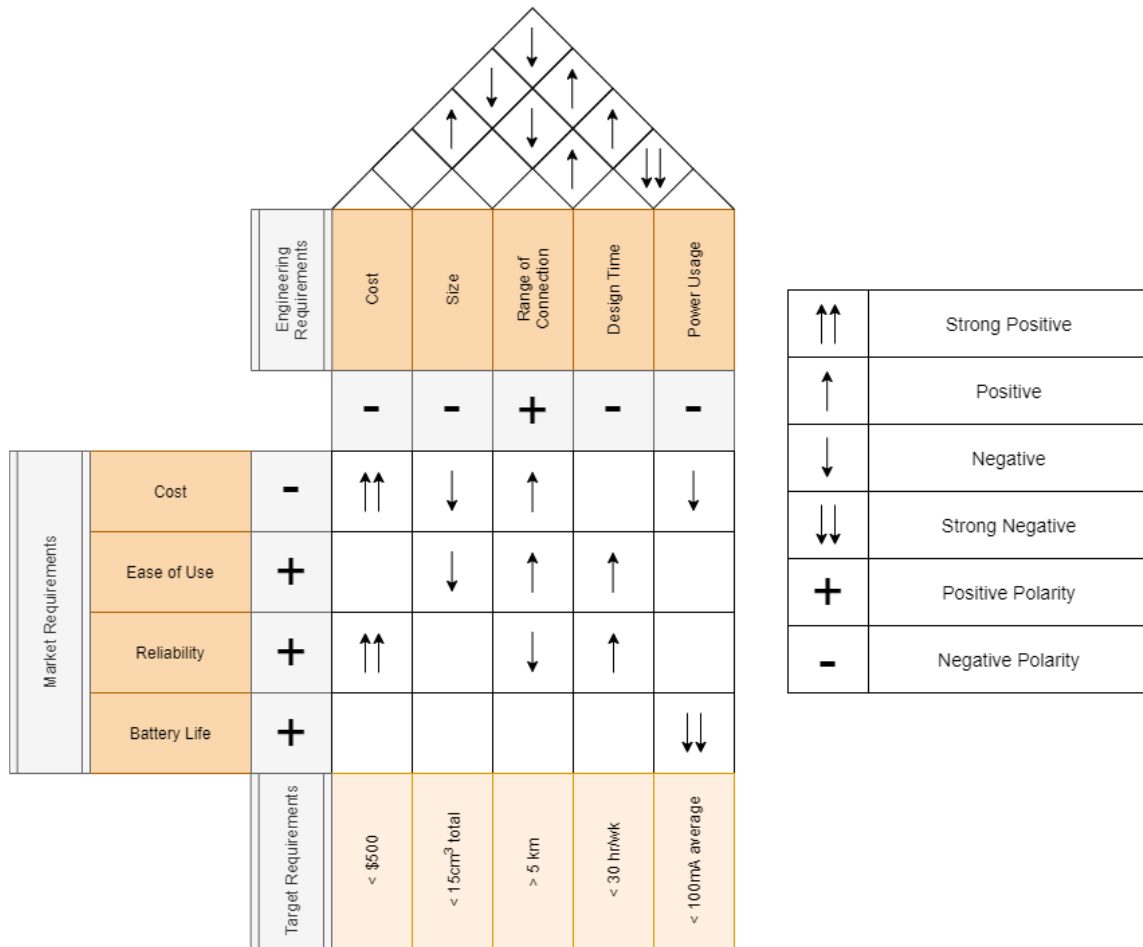 Engineering
Requirements
Cost
Size
Range of
Connection
Design Time
Power Usage
-
-
+
-
-
Market Requirements
Cost
-
↑↑
↓
↑
↓
Ease of Use
+
↓
↑
↑
Reliability
+
↑↑
↓
↑
Battery Life
+
↓↓
Target Requirements
< $500
< 15cm³ total
> 5 km
< 30 hr/wk
< 100mA average
↑↑
Strong Positive
↑
Positive
↓
Negative
↓↓
Strong Negative
+
Positive Polarity
-
Negative Polarity